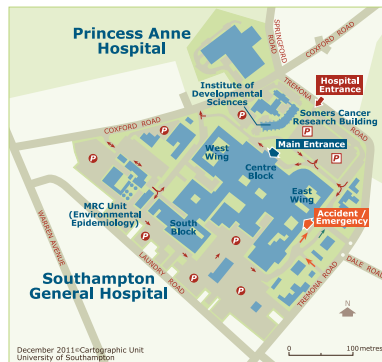 Princess Anne
Hospital
SPRINGFORD
ROAD
COXFORD ROAD
TREMONA ROAD
Hospital
Entrance
Institute of
Developmental
Sciences
Somers Cancer
Research Building
P
P
COXFORD ROAD
P
Main Entrance
West
Wing
Centre
Block
P
P
East
Wing
MRC Unit
(Environmental
Epidemiology)
Accident /
Emergency
South
Block
P
P
WARREN AVENUE
LAUNDRY ROAD
P
P
DALE ROAD
TREMONA ROAD
Southampton
General Hospital
N
December 2011©Cartographic Unit
University of Southampton
0 100 metres